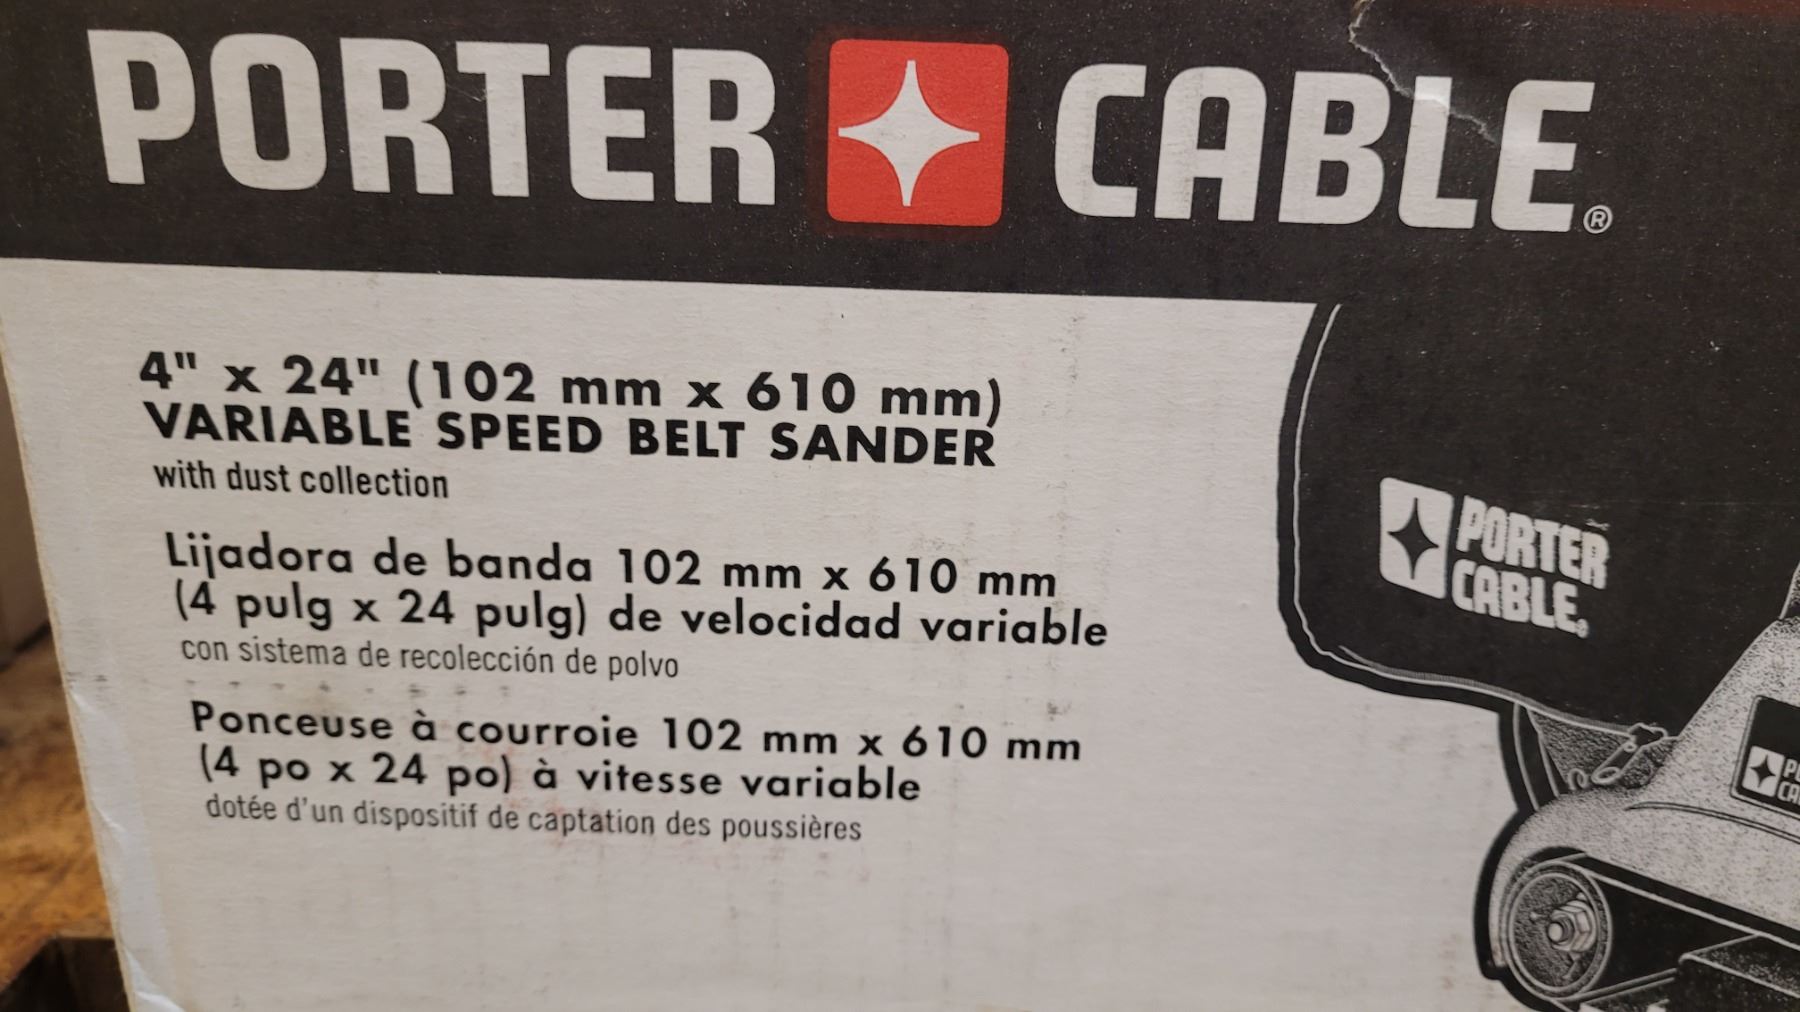 PORTER CABLE®
4" x 24" (102 mm x 610 mm)
VARIABLE SPEED BELT SANDER
with dust collection
Lijadora de banda 102 mm x 610 mm
(4 pulg x 24 pulg) de velocidad variable
con sistema de recolección de polvo
Ponceuse à courroie 102 mm x 610 mm
(4 po x 24 po) à vitesse variable
dotée d'un dispositif de captation des poussières
PORTER
CABLE®